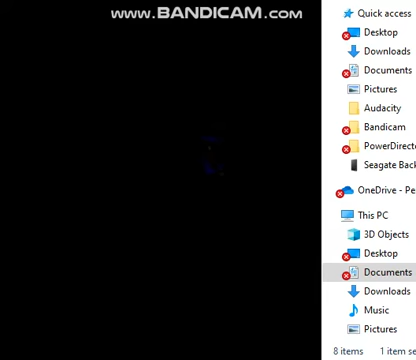 www.BANDICAM.com
Quick access
Desktop
Downloads
Documents
Pictures
Audacity
Bandicam
PowerDirect
Seagate Back
OneDrive - Pe
This PC
3D Objects
Desktop
Documents
Downloads
Music
Pictures
8 items 1 item se